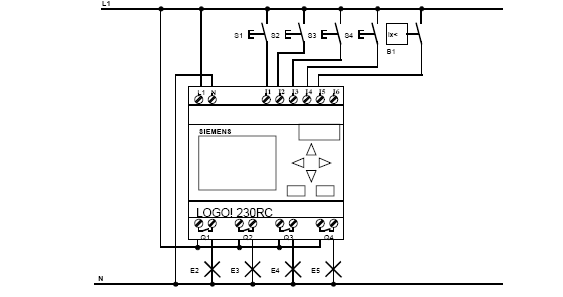 L1
S1 S2 S3 S4 Ix< B1
L1 N I1 I2 I3 I4 I5 I6
SIEMENS
LOGO! 230RC
Q1 Q2 Q3 Q4
E2 E3 E4 E5
N